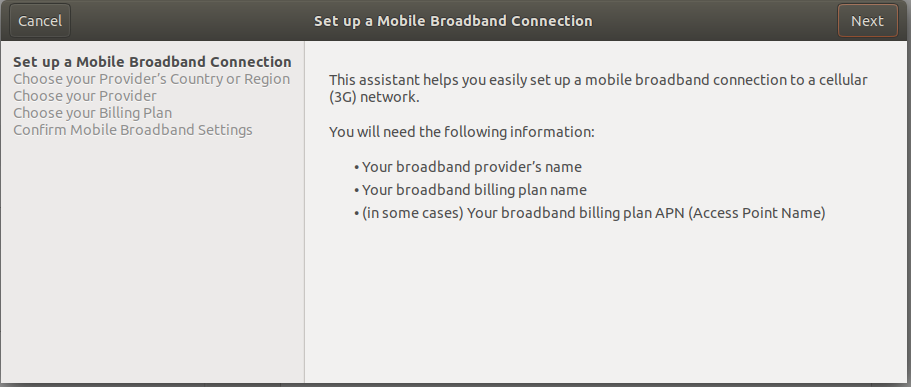 Cancel
Set up a Mobile Broadband Connection
Next
Set up a Mobile Broadband Connection
Choose your Provider’s Country or Region
Choose your Provider
Choose your Billing Plan
Confirm Mobile Broadband Settings
This assistant helps you easily set up a mobile broadband connection to a cellular
(3G) network.
You will need the following information:
• Your broadband provider’s name
• Your broadband billing plan name
• (in some cases) Your broadband billing plan APN (Access Point Name)